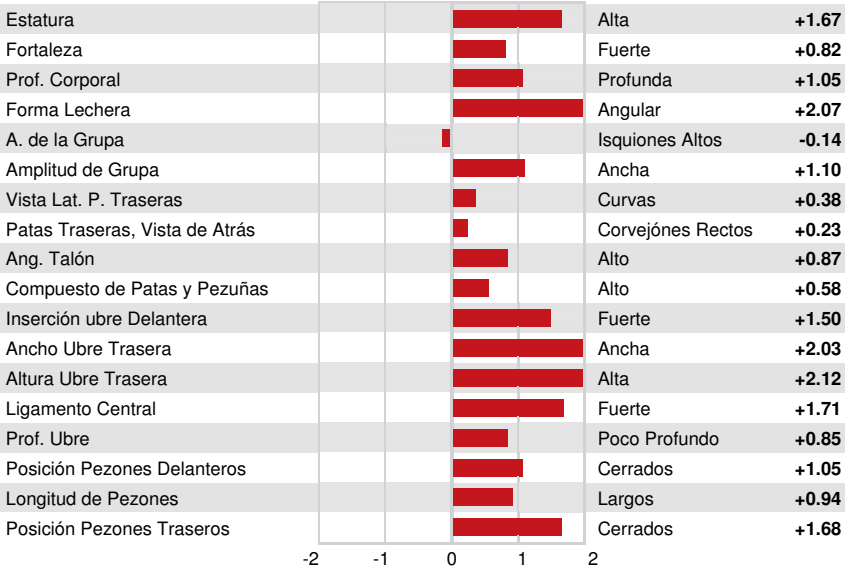 Estatura Alta +1.67
Fortaleza Fuerte +0.82
Prof. Corporal Profunda +1.05
Forma Lechera Angular +2.07
A. de la Grupa Isquiones Altos -0.14
Amplitud de Grupa Ancha +1.10
Vista Lat. P. Traseras Curvas +0.38
Patas Traseras, Vista de Atrás Corvejónes Rectos +0.23
Ang. Talón Alto +0.87
Compuesto de Patas y Pezuñas Alto +0.58
Inserción ubre Delantera Fuerte +1.50
Ancho Ubre Trasera Ancha +2.03
Altura Ubre Trasera Alta +2.12
Ligamento Central Fuerte +1.71
Prof. Ubre Poco Profundo +0.85
Posición Pezones Delanteros Cerrados +1.05
Longitud de Pezones Largos +0.94
Posición Pezones Traseros Cerrados +1.68
-2 -1 0 1 2